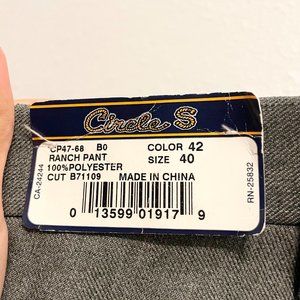 Circle S
CP47-68 B0 COLOR 42
RANCH PANT SIZE 40
100%POLYESTER
CUT B71109 MADE IN CHINA
0 13599 01917 9
CA-24244
RN-25832